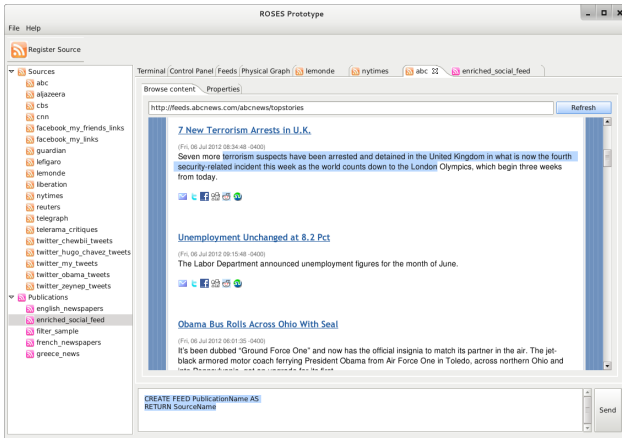 ROSES Prototype
File Help
Register Source
Sources
abc
aljazeera
cbs
cnn
facebook_my_friends_links
facebook_my_links
guardian
lefigaro
lemonde
liberation
nytimes
reuters
telegraph
telerama_critiques
twitter_chewbii_tweets
twitter_hugo_chavez_tweets
twitter_my_tweets
twitter_obama_tweets
twitter_zeynep_tweets
Publications
english_newspapers
enriched_social_feed
filter_sample
french_newspapers
greece_news
Terminal Control Panel Feeds Physical Graph lemonde nytimes abc enriched_social_feed
Browse content Properties
http://feeds.abcnews.com/abcnews/topstories Refresh
7 New Terrorism Arrests in U.K.
(Fri, 06 Jul 2012 08:34:48 -0400)
Seven more terrorism suspects have been arrested and detained in the United Kingdom in what is now the fourth
security-related incident this week as the world counts down to the London Olympics, which begin three weeks
from today.
Unemployment Unchanged at 8.2 Pct
(Fri, 06 Jul 2012 09:15:48 -0400)
The Labor Department announced unemployment figures for the month of June.
Obama Bus Rolls Across Ohio With Seal
(Fri, 06 Jul 2012 06:01:35 -0400)
It's been dubbed "Ground Force One" and now has the official insignia to match its partner in the air. The jet-
black armored motor coach ferrying President Obama from Air Force One in Toledo, across northern Ohio and
CREATE FEED PublicationName AS
RETURN SourceName
Send